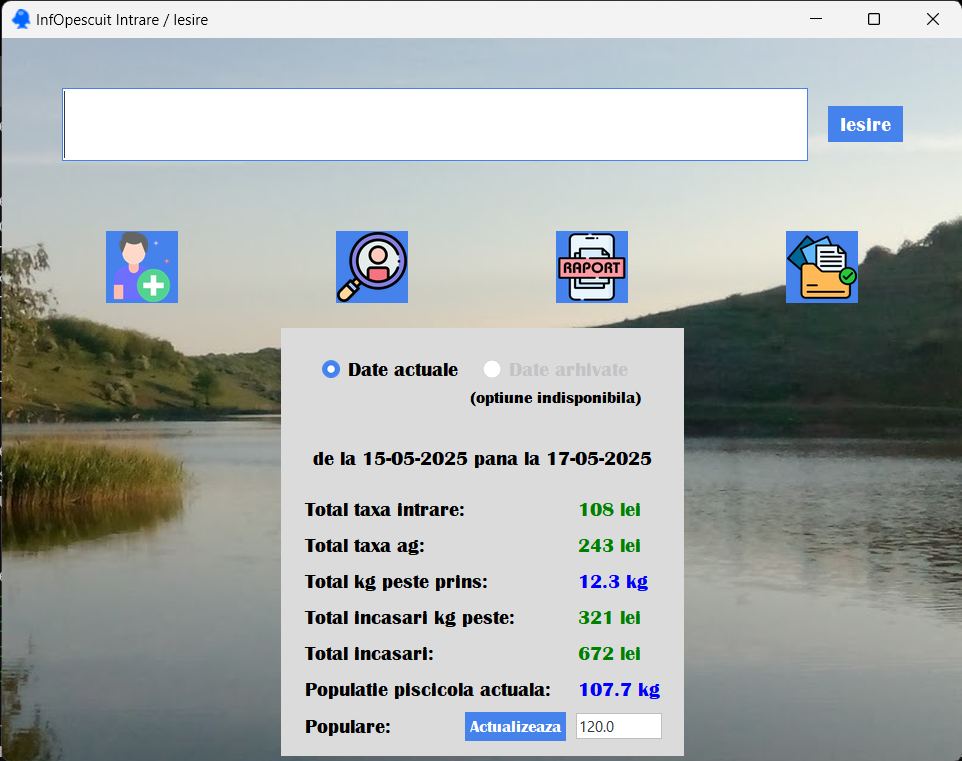 InfOpescuit Intrare / Iesire
Iesire
RAPORT
Date actuale Date arhivate
(optiune indisponibila)
de la 15-05-2025 pana la 17-05-2025
Total taxa intrare: 108 lei
Total taxa ag: 243 lei
Total kg peste prins: 12.3 kg
Total incasari kg peste: 321 lei
Total incasari: 672 lei
Populatie piscicola actuala: 107.7 kg
Populare: Actualizeaza 120.0